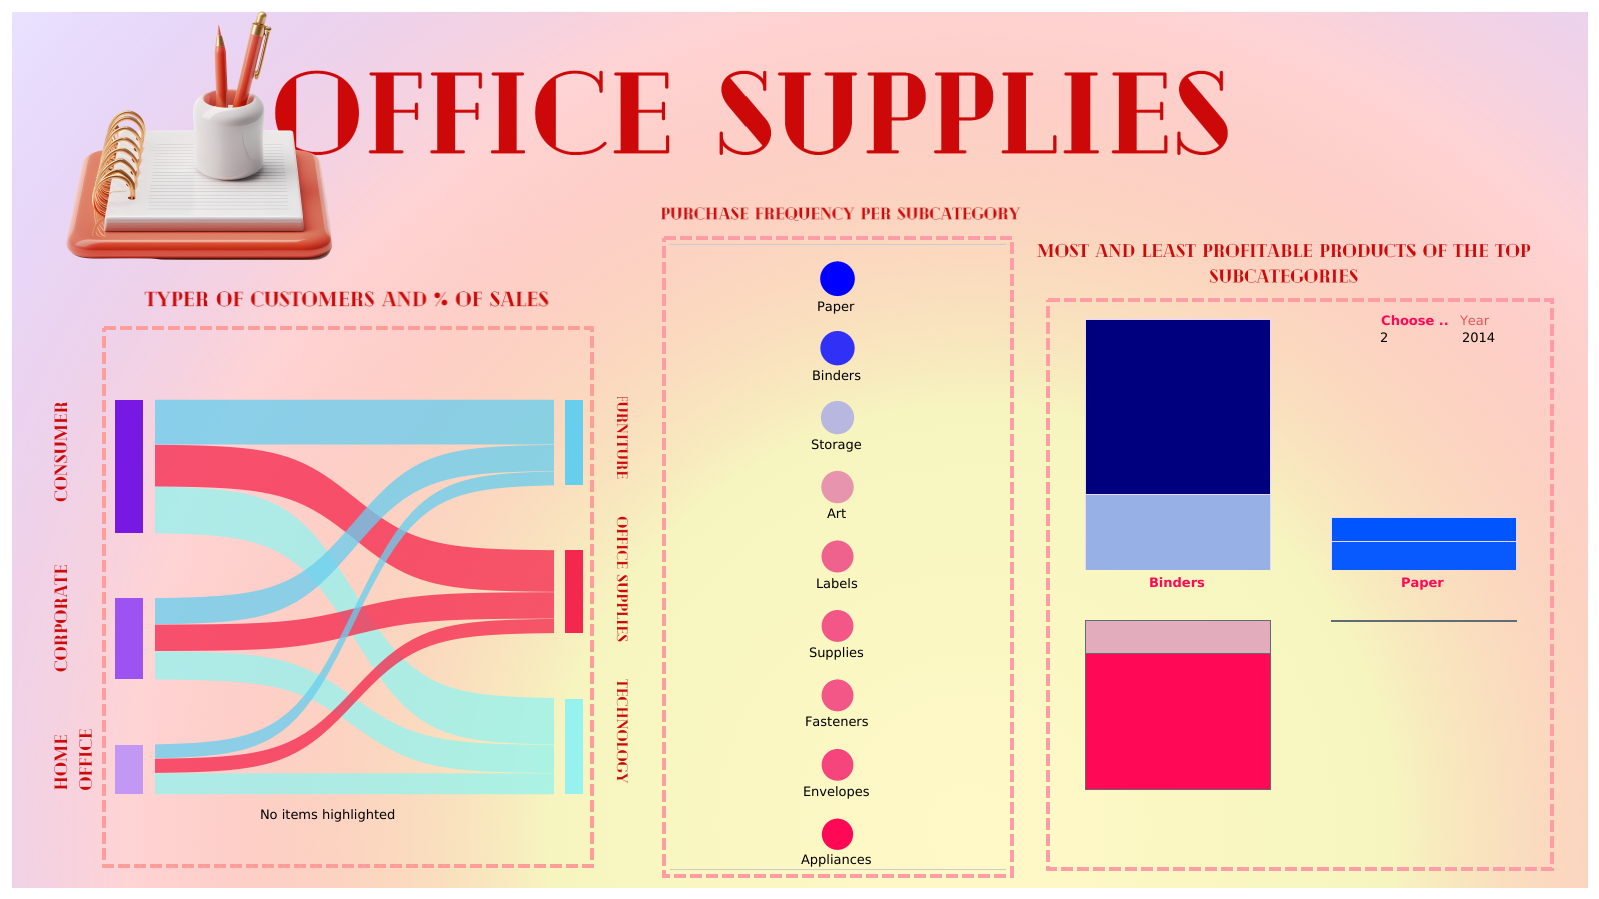 OFFICE SUPPLIES
PURCHASE FREQUENCY PER SUBCATEGORY
MOST AND LEAST PROFITABLE PRODUCTS OF THE TOP
SUBCATEGORIES
TYPER OF CUSTOMERS AND % OF SALES
CONSUMER
CORPORATE
HOME
OFFICE
FURNITURE
OFFICE SUPPLIES
TECHNOLOGY
No items highlighted
Paper
Binders
Storage
Art
Labels
Supplies
Fasteners
Envelopes
Appliances
Choose .. Year
2 2014
Binders Paper